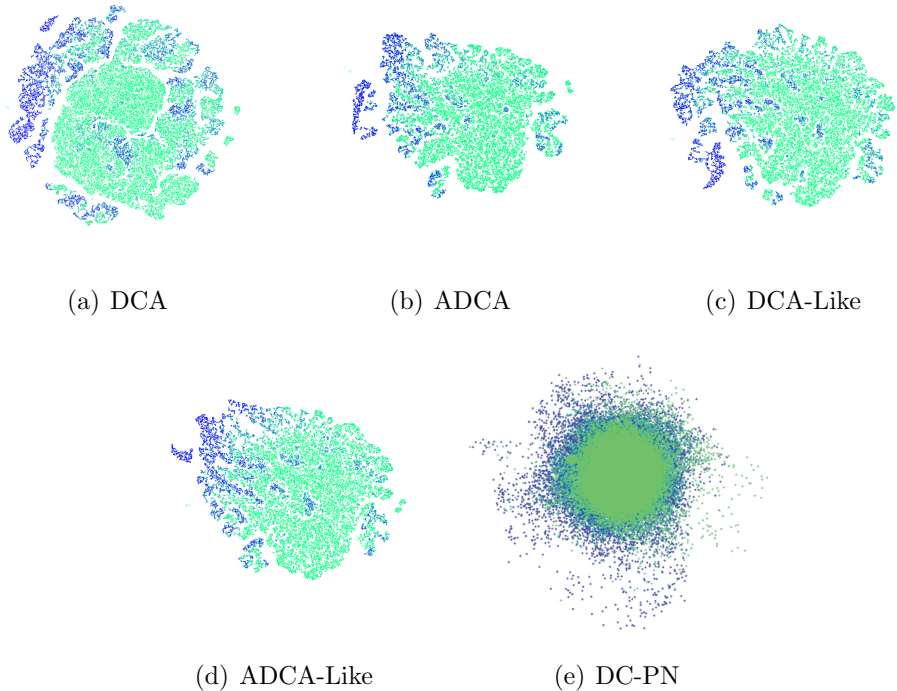 (a) DCA
(b) ADCA
(c) DCA-Like
(d) ADCA-Like
(e) DC-PN